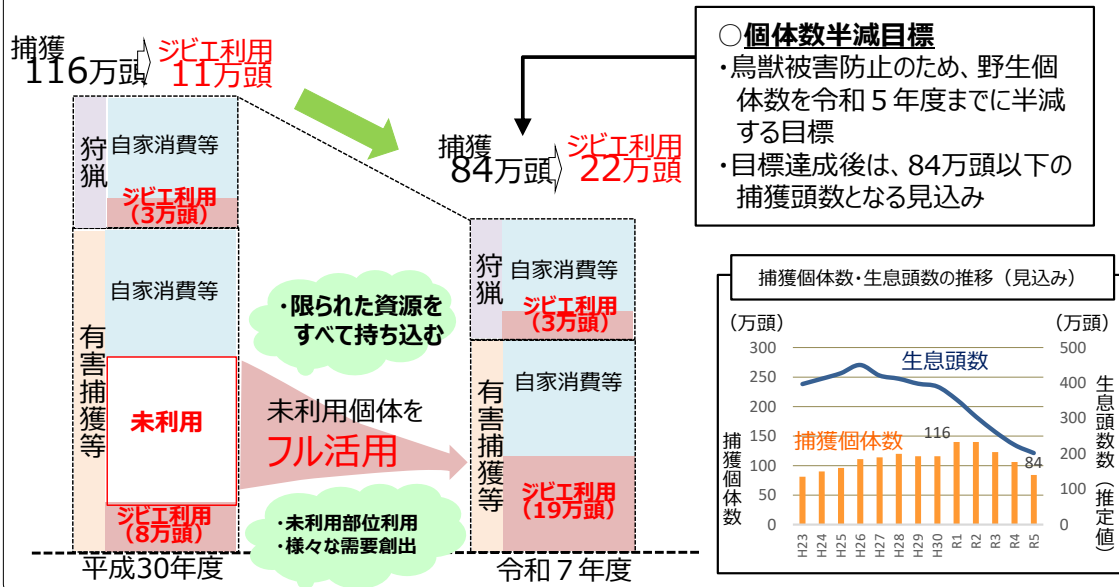 捕獲
116万頭
ジビエ利用
11万頭
狩猟
自家消費等
ジビエ利用
（3万頭）
有害捕獲等
自家消費等
未利用
ジビエ利用
（8万頭）
平成30年度
・限られた資源を
すべて持ち込む
未利用個体を
フル活用
・未利用部位利用
・様々な需要創出
捕獲
84万頭
ジビエ利用
22万頭
狩猟
自家消費等
ジビエ利用
（3万頭）
有害捕獲等
自家消費等
ジビエ利用
（19万頭）
令和７年度
○個体数半減目標
・鳥獣被害防止のため、野生個
体数を令和５年度までに半減
する目標
・目標達成後は、84万頭以下の
捕獲頭数となる見込み
捕獲個体数・生息頭数の推移（見込み）
（万頭）
（万頭）
300
250
200
150
100
50
0
捕獲個体数
500
400
300
200
100
0
生息頭数数（推定値）
生息頭数
捕獲個体数
116
84
H23
H24
H25
H26
H27
H28
H29
H30
R1
R2
R3
R4
R5